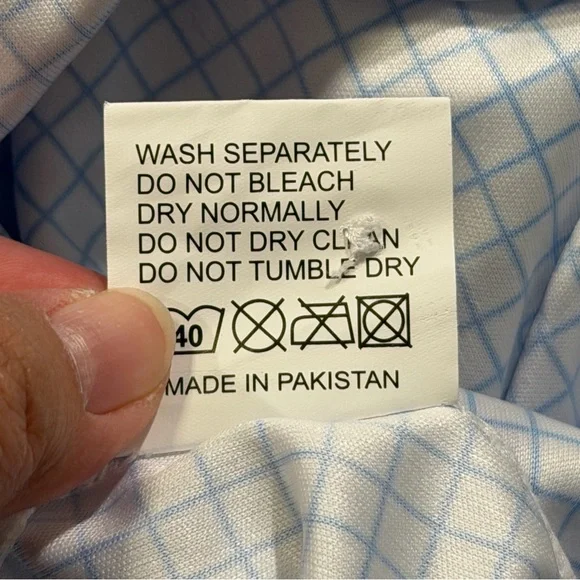 WASH SEPARATELY
DO NOT BLEACH
DRY NORMALLY
DO NOT DRY CLEAN
DO NOT TUMBLE DRY
40
MADE IN PAKISTAN